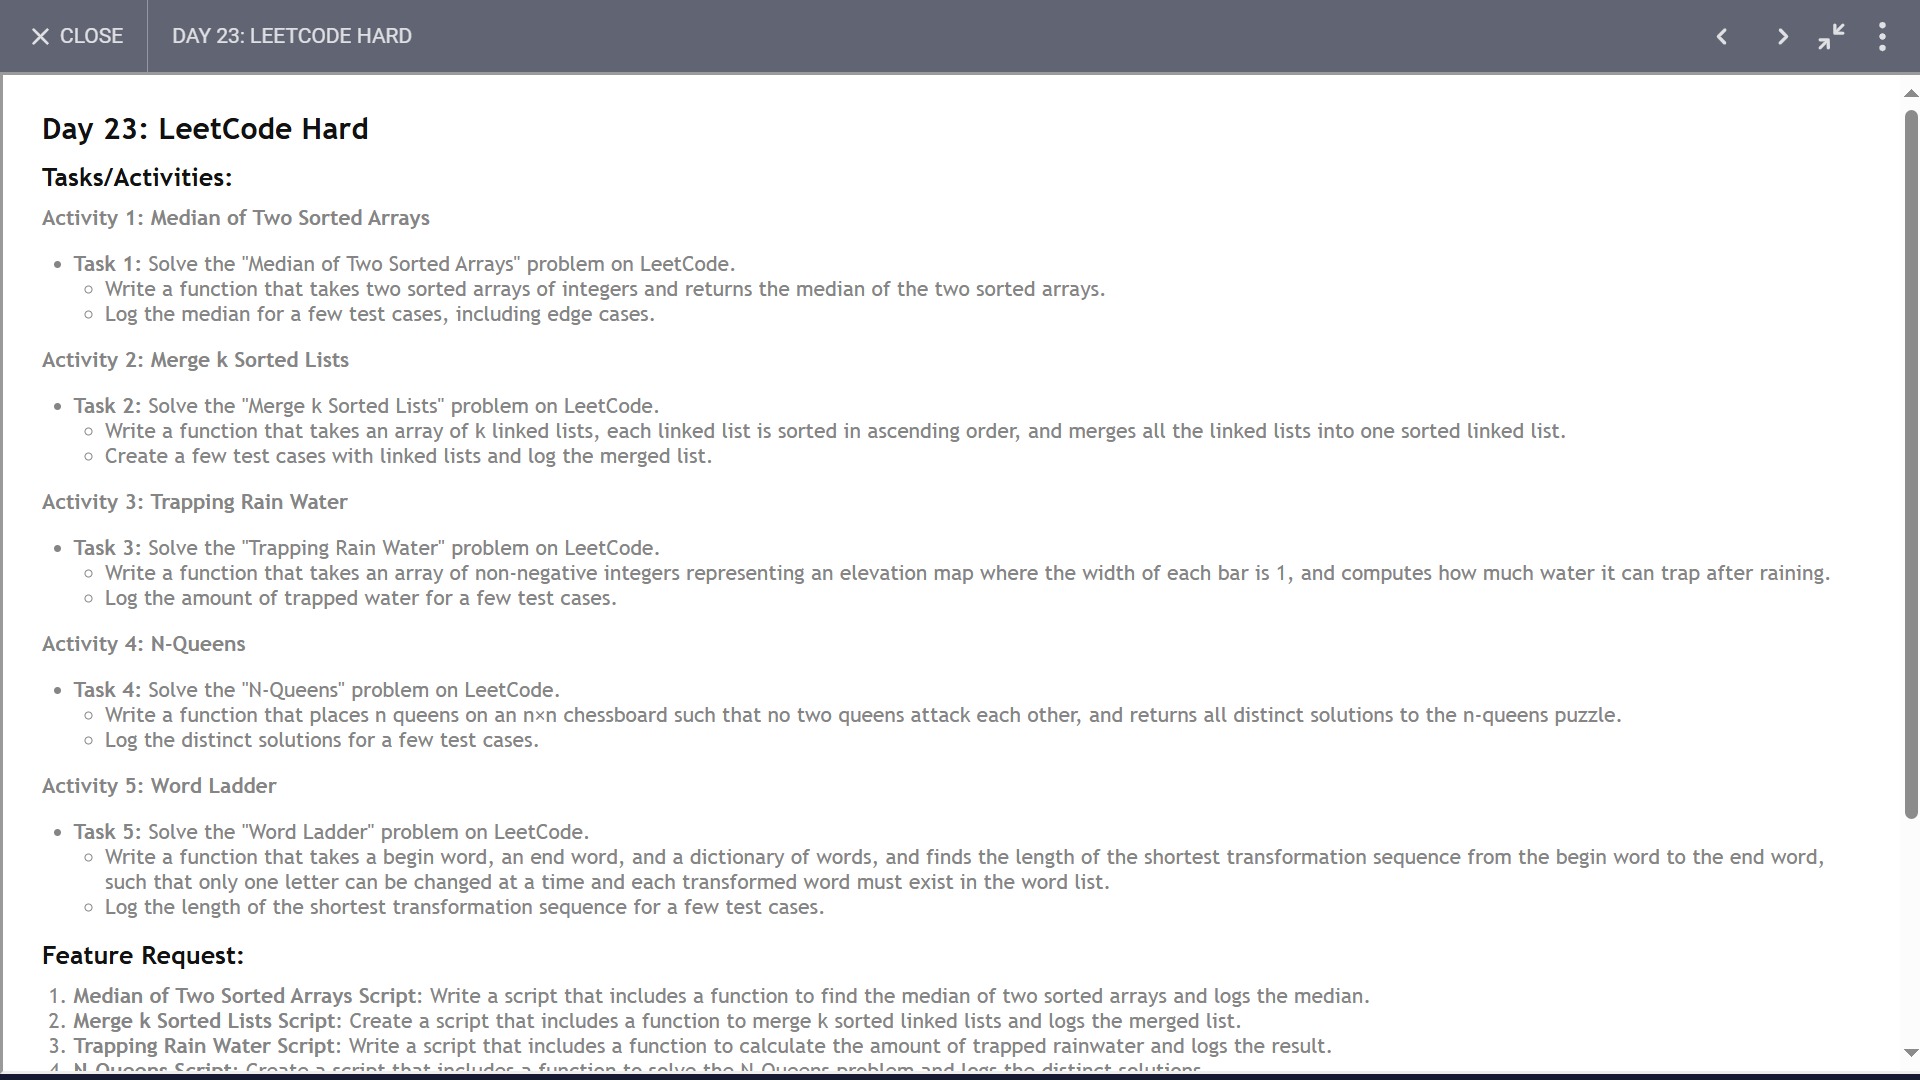 CLOSE
DAY 23: LEETCODE HARD
Day 23: LeetCode Hard
Tasks/Activities:
Activity 1: Median of Two Sorted Arrays
• Task 1: Solve the "Median of Two Sorted Arrays" problem on LeetCode.
◦ Write a function that takes two sorted arrays of integers and returns the median of the two sorted arrays.
◦ Log the median for a few test cases, including edge cases.
Activity 2: Merge k Sorted Lists
• Task 2: Solve the "Merge k Sorted Lists" problem on LeetCode.
◦ Write a function that takes an array of k linked lists, each linked list is sorted in ascending order, and merges all the linked lists into one sorted linked list.
◦ Create a few test cases with linked lists and log the merged list.
Activity 3: Trapping Rain Water
• Task 3: Solve the "Trapping Rain Water" problem on LeetCode.
◦ Write a function that takes an array of non-negative integers representing an elevation map where the width of each bar is 1, and computes how much water it can trap after raining.
◦ Log the amount of trapped water for a few test cases.
Activity 4: N-Queens
• Task 4: Solve the "N-Queens" problem on LeetCode.
◦ Write a function that places n queens on an n×n chessboard such that no two queens attack each other, and returns all distinct solutions to the n-queens puzzle.
◦ Log the distinct solutions for a few test cases.
Activity 5: Word Ladder
• Task 5: Solve the "Word Ladder" problem on LeetCode.
◦ Write a function that takes a begin word, an end word, and a dictionary of words, and finds the length of the shortest transformation sequence from the begin word to the end word,
such that only one letter can be changed at a time and each transformed word must exist in the word list.
◦ Log the length of the shortest transformation sequence for a few test cases.
Feature Request:
1. Median of Two Sorted Arrays Script: Write a script that includes a function to find the median of two sorted arrays and logs the median.
2. Merge k Sorted Lists Script: Create a script that includes a function to merge k sorted linked lists and logs the merged list.
3. Trapping Rain Water Script: Write a script that includes a function to calculate the amount of trapped rainwater and logs the result.
4. N-Queens Script: Create a script that includes a function to solve the N-Queens problem and logs the distinct solutions.